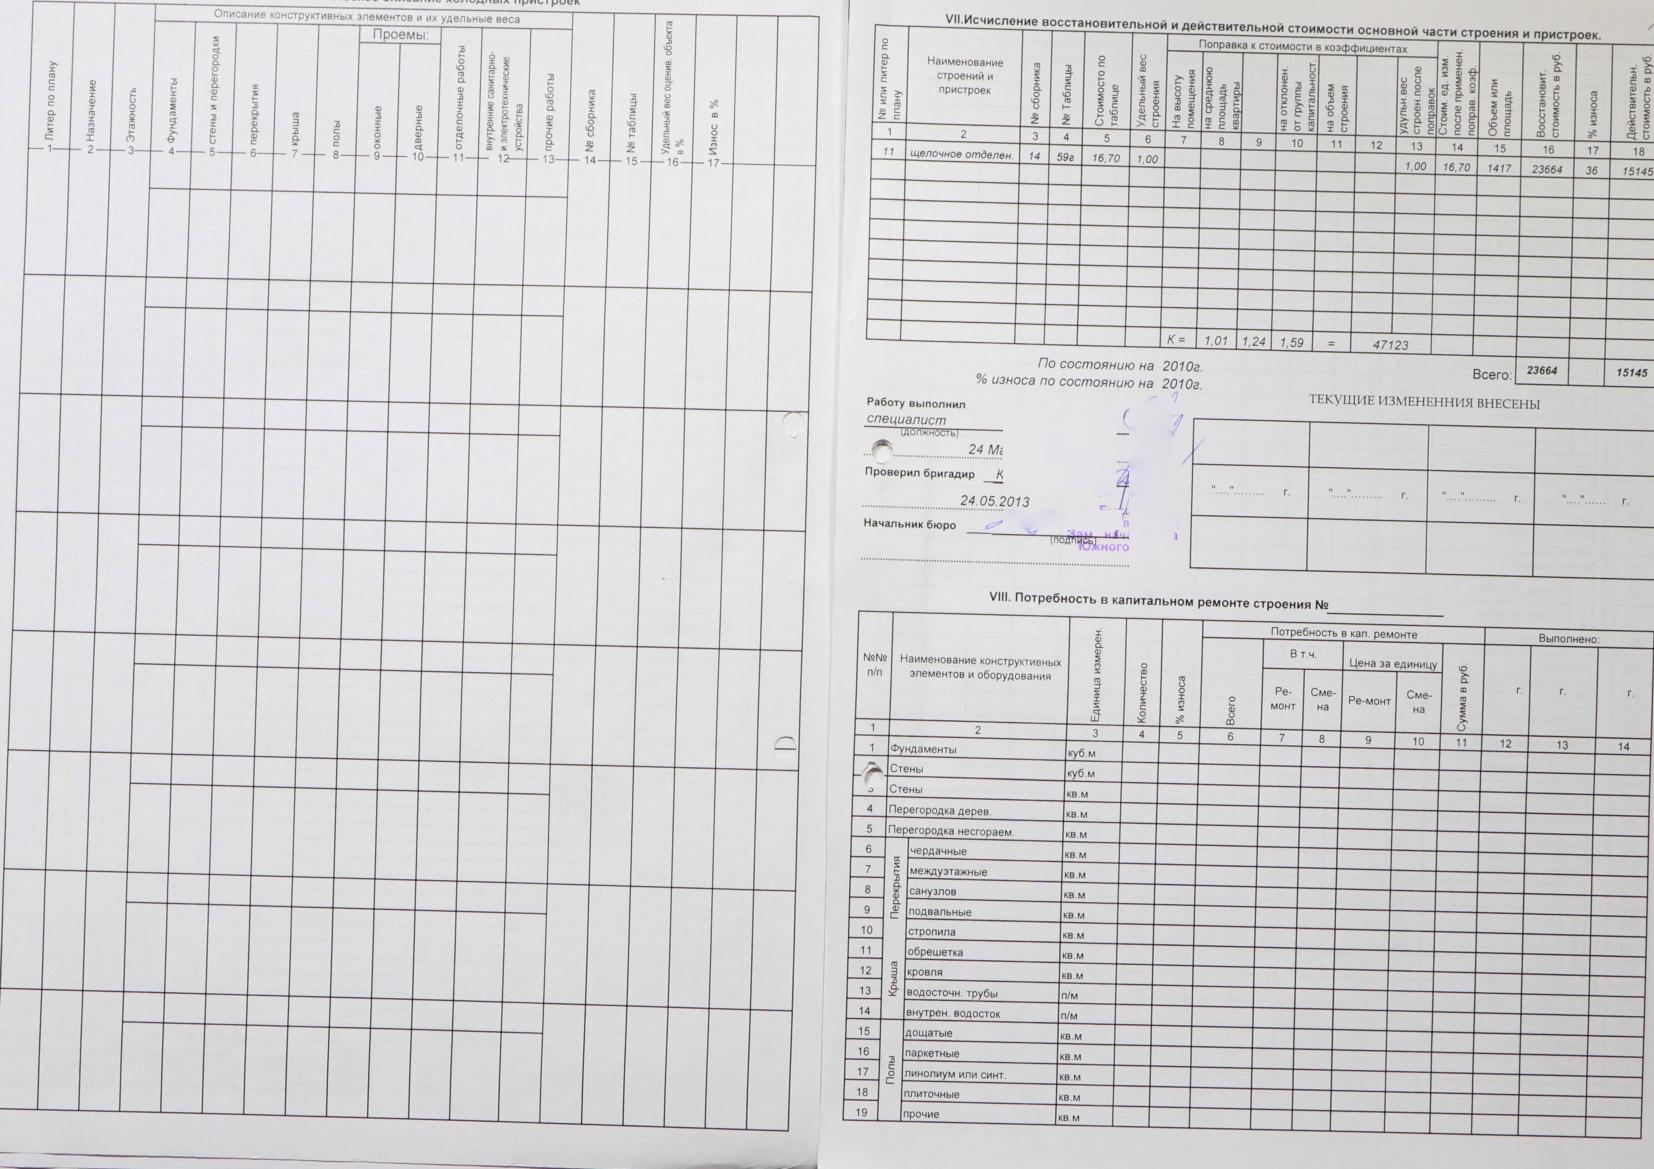 холодных пристроек
Описание конструктивных элементов и их удельные веса
Проемы:
Литер по плану
Назначение
Этажность
Фундаменты
стены и перегородки
перекрытия
крыша
полы
оконные
дверные
отделочные работы
внутренние санитарно-
и электротехнические
устройства
прочие работы
№ сборника
№ таблицы
Удельный вес оценив. объекта
в %
Износ в %
1 2 3 4 5 6 7 8 9 10 11 12 13 14 15 16 17
VII.Исчисление восстановительной и действительной стоимости основной части строения и пристроек.
№ или литер по
плану
Наименование
строений и
пристроек
№ сборника
№ Таблицы
Стоимосто по
таблице
Удельный вес
строения
Поправка к стоимости в коэффициентах
На высоту
помещения
на среднюю
площадь
квартиры
на отклонен.
от группы
капитальност.
на объем
строения
удульн.вес
строен.после
поправок
Стоим. ед. изм.
после применен.
поправ. коэф.
Объем или
площадь
Восстановит.
стоимость в руб.
% износа
Действительн.
стоимость в руб.
1 2 3 4 5 6 7 8 9 10 11 12 13 14 15 16 17 18
11 щелочное отделен. 14 59г 16,70 1,00 1,00 16,70 1417 23664 36 15145
К = 1,01 1,24 1,59 = 47123
По состоянию на 2010г.
Всего: 23664 15145
% износа по состоянию на 2010г.
Работу выполнил
специалист
(должность)
24
Проверил бригадир К
24.05.2013
Начальник бюро
Зам. нач
(подпись)
Южного
ТЕКУЩИЕ ИЗМЕНЕННИЯ ВНЕСЕНЫ
"...."......... г. "...."......... г. "...."......... г. "...."...... г.
VIII. Потребность в капитальном ремонте строения №
№№
п/п
Наименование конструктивных
элементов и оборудования
Единица измерен.
Количество
% износа
Потребность в кап. ремонте
Выполнено:
Всего
В т.ч.
Цена за единицу
Ре-
монт
Сме-
на
Ре-монт
Сме-
на
Сумма в руб.
г. г. г.
1 2 3 4 5 6 7 8 9 10 11 12 13 14
1 Фундаменты куб.м
Стены куб.м
3 Стены кв.м
4 Перегородка дерев. кв.м
5 Перегородка несгораем. кв.м
Перекрытия
6 чердачные кв.м
7 междуэтажные кв.м
8 санузлов кв.м
9 подвальные кв.м
Крыша
10 стропила кв.м
11 обрешетка кв.м
12 кровля кв.м
13 водосточн. трубы п/м
14 внутрен. водосток п/м
Полы
15 дощатые кв.м
16 паркетные кв.м
17 линолиум или синт. кв.м
18 плиточные кв.м
19 прочие кв.м